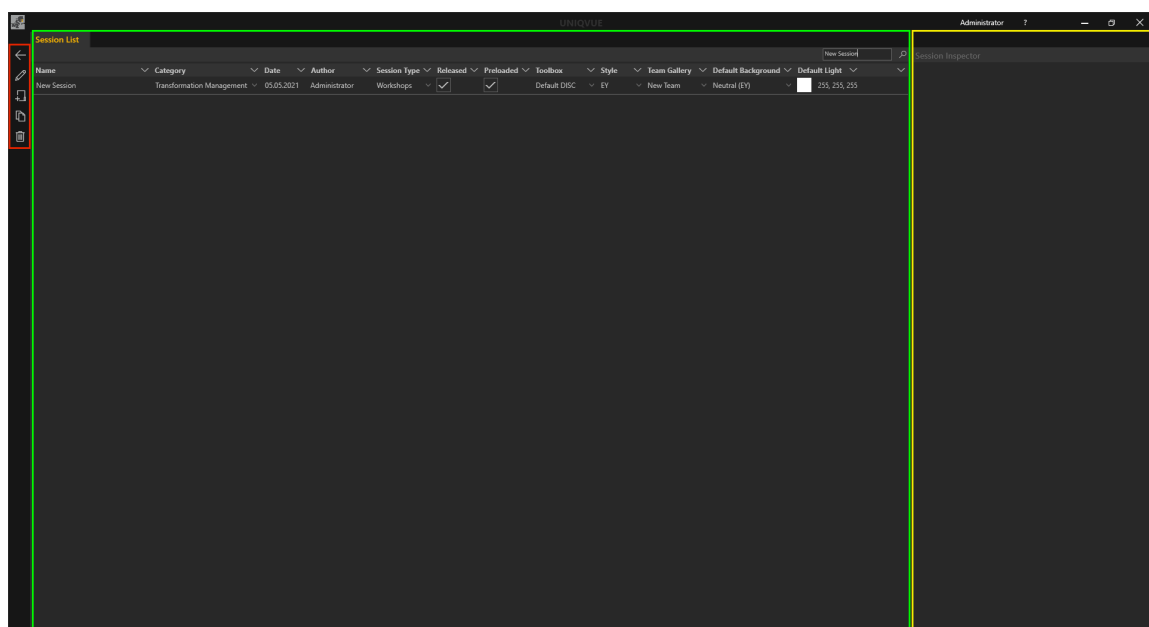 UNIQVUE
Administrator ?
Session List
New Session
Session Inspector
Name Category Date Author Session Type Released Preloaded Toolbox Style Team Gallery Default Background Default Light
New Session Transformation Management 05.05.2021 Administrator Workshops Default DISC EY New Team Neutral (EY) 255, 255, 255